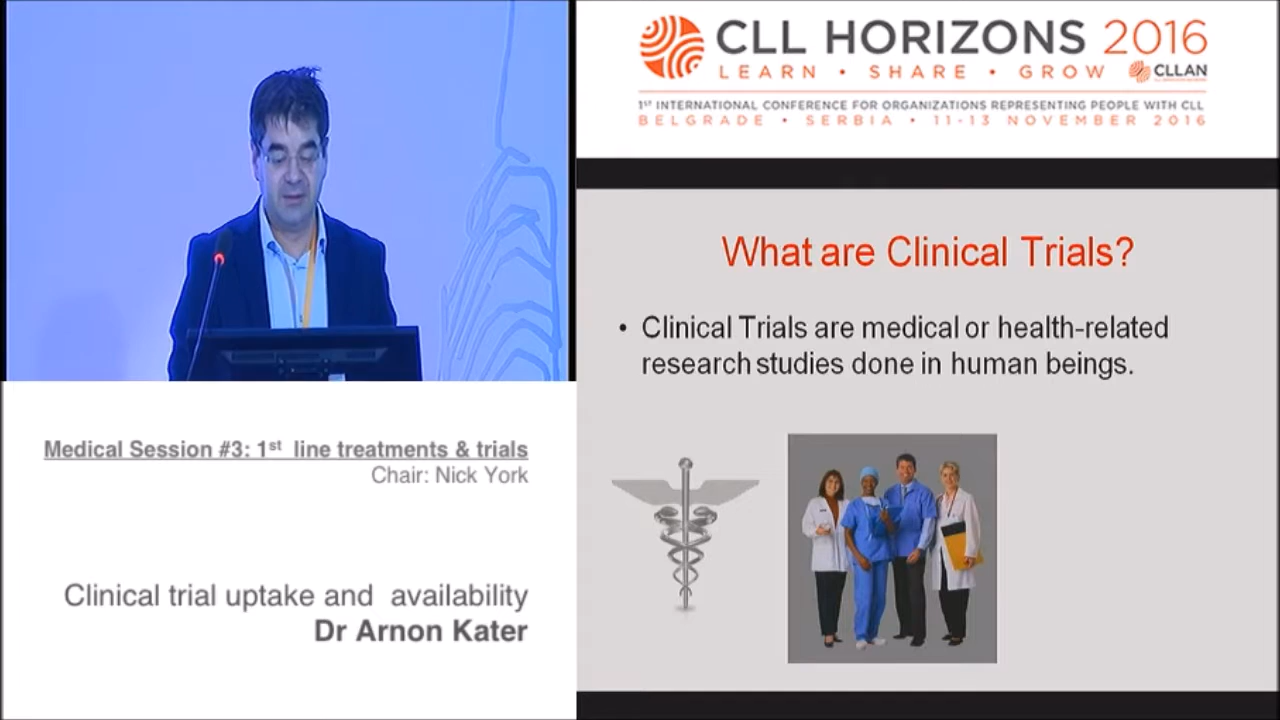 CLL HORIZONS 2016
LEARN • SHARE • GROW
CLLAN
1ST INTERNATIONAL CONFERENCE FOR ORGANIZATIONS REPRESENTING PEOPLE WITH CLL
BELGRADE • SERBIA • 11-13 NOVEMBER 2016
What are Clinical Trials?
• Clinical Trials are medical or health-related
research studies done in human beings.
Medical Session #3: 1st line treatments & trials
Chair: Nick York
Clinical trial uptake and availability
Dr Arnon Kater